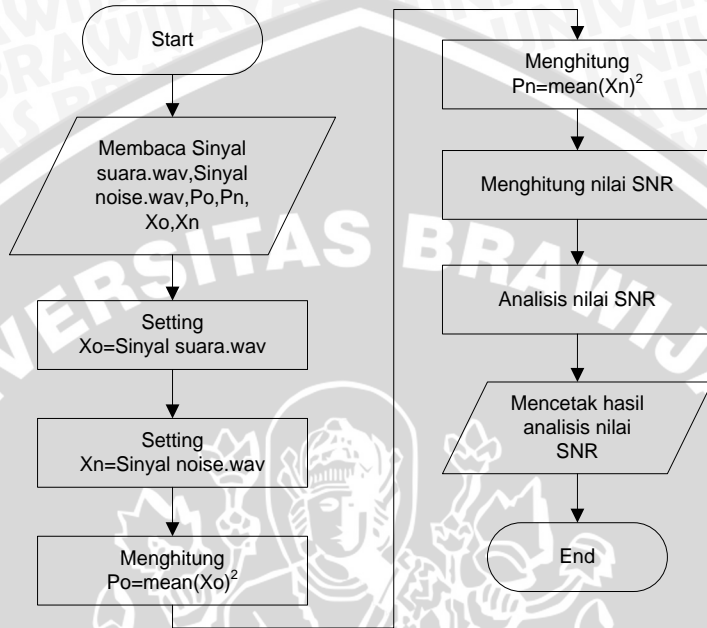 Start
Membaca Sinyal
suara.wav,Sinyal
noise.wav,Po,Pn,
Xo,Xn
Setting
Xo=Sinyal suara.wav
Setting
Xn=Sinyal noise.wav
Menghitung
Po=mean(Xo)²
Menghitung
Pn=mean(Xn)²
Menghitung nilai SNR
Analisis nilai SNR
Mencetak hasil
analisis nilai
SNR
End
VERSITAS BRAWIJA